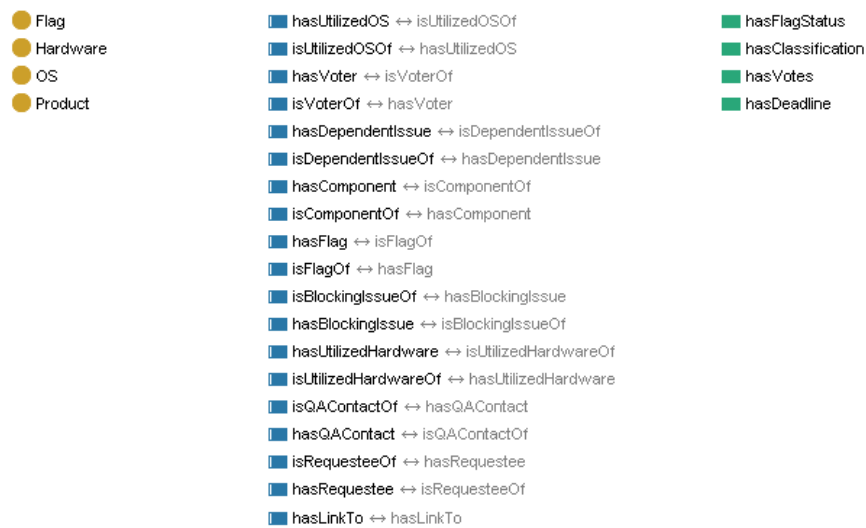 Flag
Hardware
OS
Product
hasUtilizedOS ↔ isUtilizedOSOf
isUtilizedOSOf ↔ hasUtilizedOS
hasVoter ↔ isVoterOf
isVoterOf ↔ hasVoter
hasDependentIssue ↔ isDependentIssueOf
isDependentIssueOf ↔ hasDependentIssue
hasComponent ↔ isComponentOf
isComponentOf ↔ hasComponent
hasFlag ↔ isFlagOf
isFlagOf ↔ hasFlag
isBlockingIssueOf ↔ hasBlockingIssue
hasBlockingIssue ↔ isBlockingIssueOf
hasUtilizedHardware ↔ isUtilizedHardwareOf
isUtilizedHardwareOf ↔ hasUtilizedHardware
isQAContactOf ↔ hasQAContact
hasQAContact ↔ isQAContactOf
isRequesteeOf ↔ hasRequestee
hasRequestee ↔ isRequesteeOf
hasLinkTo ↔ hasLinkTo
hasFlagStatus
hasClassification
hasVotes
hasDeadline